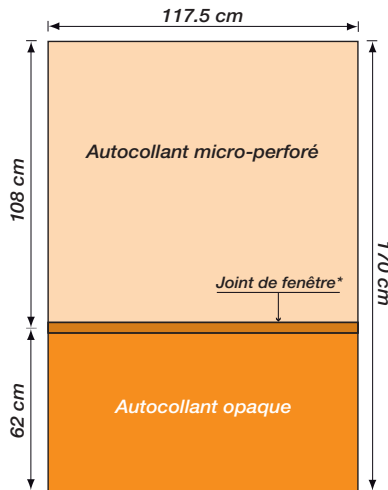 117.5 cm
108 cm
Autocollant micro-perforé
170 cm
Joint de fenêtre*
62 cm
Autocollant opaque